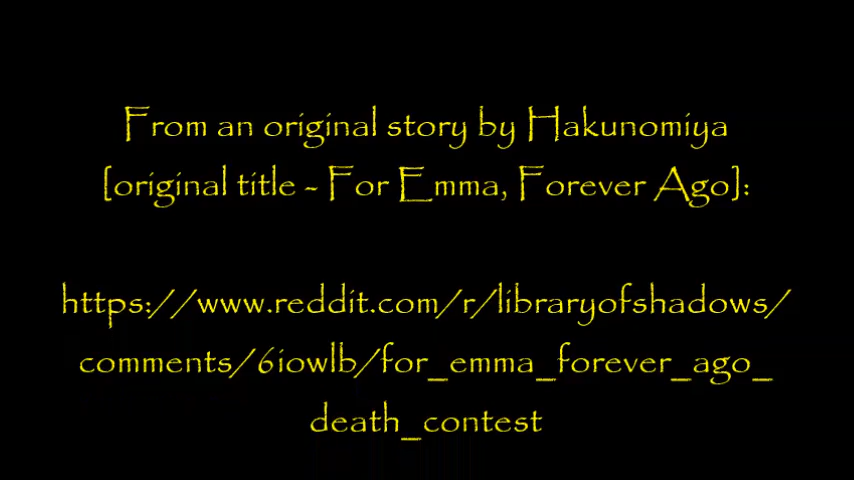 From an original story by Hakunomiya
[original title - For Emma, Forever Ago]:
https://www.reddit.com/r/libraryofshadows/
comments/6iowlb/for_emma_forever_ago_
death_contest